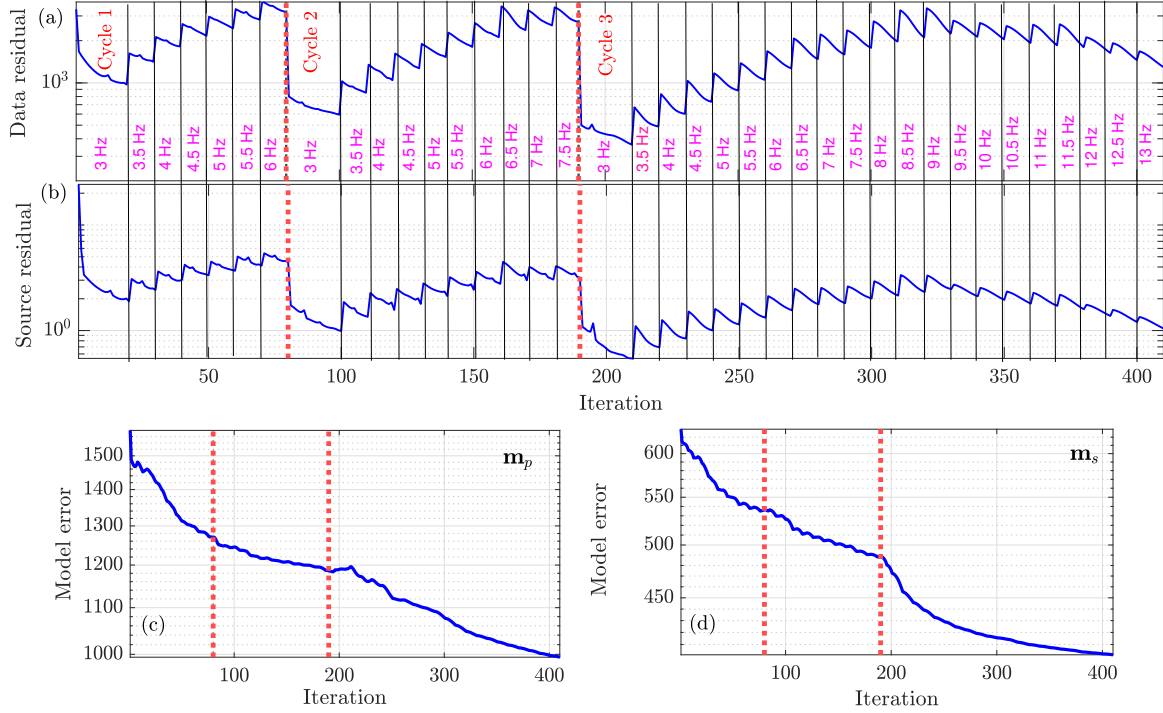 (a)
Data residual
10³
Cycle 1
Cycle 2
Cycle 3
3 Hz
3.5 Hz
4 Hz
4.5 Hz
5 Hz
5.5 Hz
6 Hz
3 Hz
3.5 Hz
4 Hz
4.5 Hz
5 Hz
5.5 Hz
6 Hz
6.5 Hz
7 Hz
7.5 Hz
3 Hz
3.5 Hz
4 Hz
4.5 Hz
5 Hz
5.5 Hz
6 Hz
6.5 Hz
7 Hz
7.5 Hz
8 Hz
8.5 Hz
9 Hz
9.5 Hz
10 Hz
10.5 Hz
11 Hz
11.5 Hz
12 Hz
12.5 Hz
13 Hz
(b)
Source residual
10⁰
50 100 150 200 250 300 350 400
Iteration
Model error
1500
1400
1300
1200
1100
1000
m_p
(c)
100 200 300 400
Iteration
Model error
600
550
500
450
m_s
(d)
100 200 300 400
Iteration